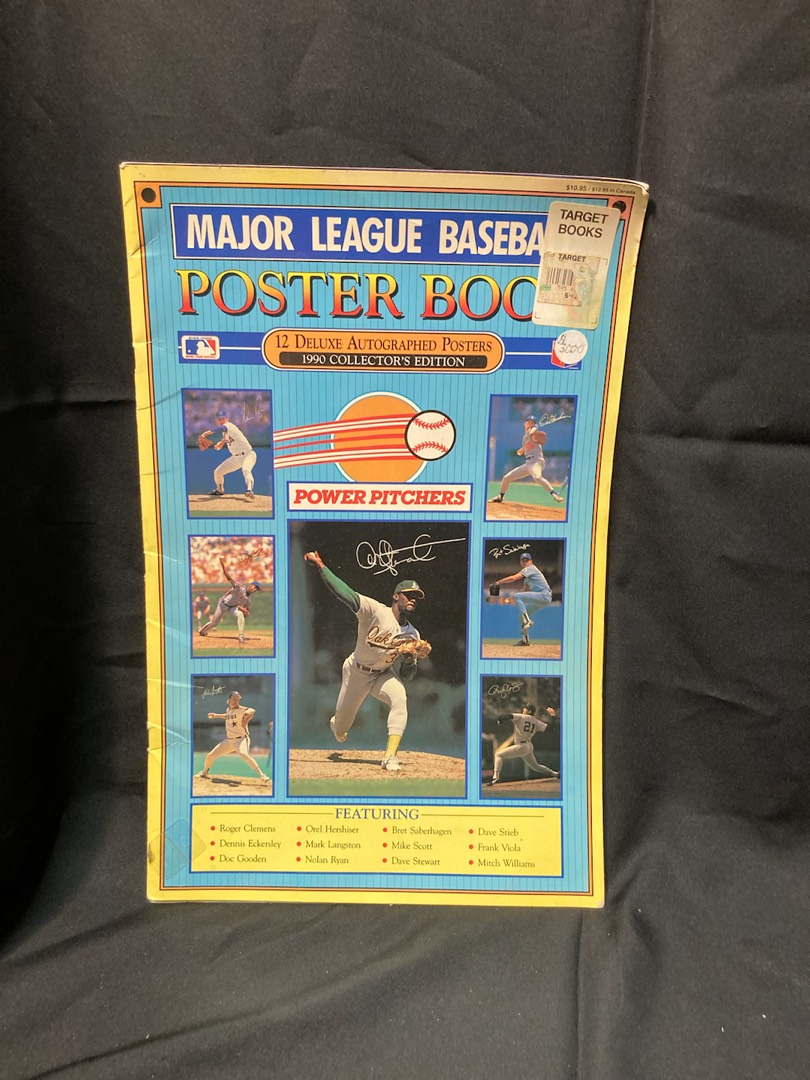 $10.95 / $12.95 in Canada
MAJOR LEAGUE BASEBA
TARGET
BOOKS
TARGET
POSTER BOO
12 DELUXE AUTOGRAPHED POSTERS
1990 COLLECTOR'S EDITION
POWER PITCHERS
Oakland
21
FEATURING
• Roger Clemens • Orel Hershiser • Bret Saberhagen • Dave Stieb
• Dennis Eckersley • Mark Langston • Mike Scott • Frank Viola
• Doc Gooden • Nolan Ryan • Dave Stewart • Mitch Williams